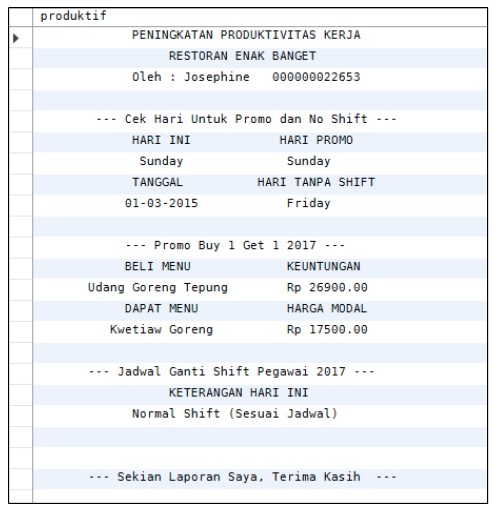 produktif
PENINGKATAN PRODUKTIVITAS KERJA
RESTORAN ENAK BANGET
Oleh : Josephine 000000022653
--- Cek Hari Untuk Promo dan No Shift ---
HARI INI HARI PROMO
Sunday Sunday
TANGGAL HARI TANPA SHIFT
01-03-2015 Friday
--- Promo Buy 1 Get 1 2017 ---
BELI MENU KEUNTUNGAN
Udang Goreng Tepung Rp 26900.00
DAPAT MENU HARGA MODAL
Kwetiaw Goreng Rp 17500.00
--- Jadwal Ganti Shift Pegawai 2017 ---
KETERANGAN HARI INI
Normal Shift (Sesuai Jadwal)
--- Sekian Laporan Saya, Terima Kasih ---